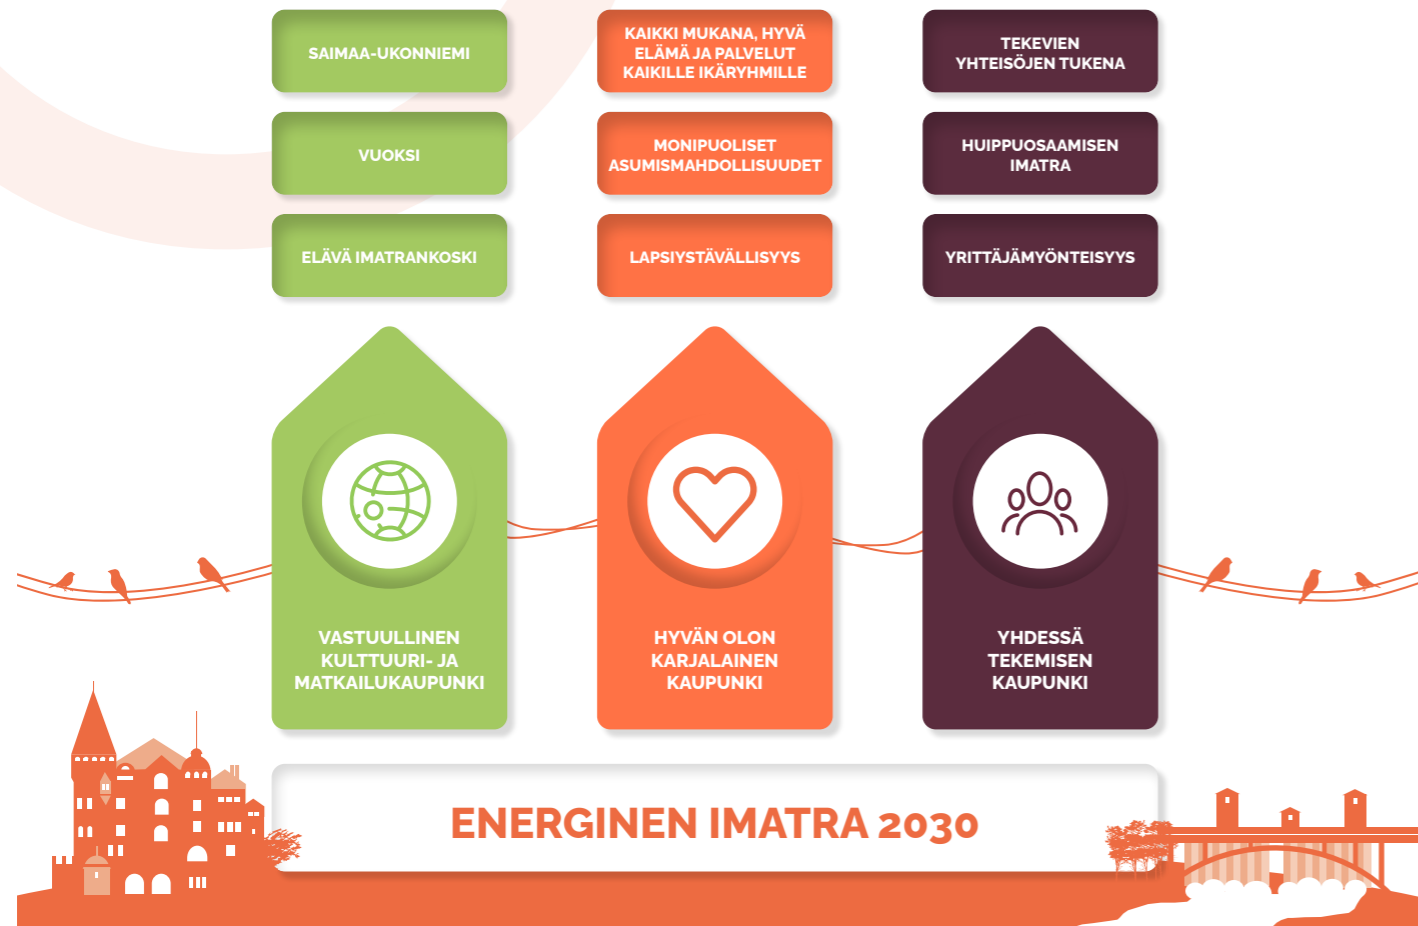 SAIMAA-UKONNIEMI
KAIKKI MUKANA, HYVÄ
ELÄMÄ JA PALVELUT
KAIKILLE IKÄRYHMILLE
TEKEVIEN
YHTEISÖJEN TUKENA
VUOKSI
MONIPUOLISET
ASUMISMAHDOLLISUUDET
HUIPPUOSAAMISEN
IMATRA
ELÄVÄ IMATRANKOSKI
LAPSIYSTÄVÄLLISYYS
YRITTÄJÄMYÖNTEISYYS
VASTUULLINEN
KULTTUURI- JA
MATKAILUKAUPUNKI
HYVÄN OLON
KARJALAINEN
KAUPUNKI
YHDESSÄ
TEKEMISEN
KAUPUNKI
ENERGINEN IMATRA 2030